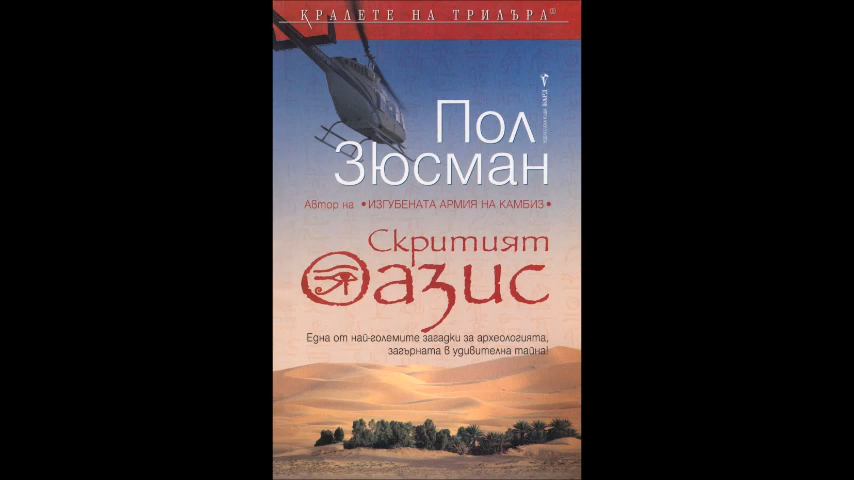 КРАЛЕТЕ НА ТРИЛЪРА
Пол
Зюсман
Автор на •ИЗГУБЕНАТА АРМИЯ НА КАМБИЗ•
Скритият
Оазис
Една от най-големите загадки за археологията,
загърната в удивителна тайна!